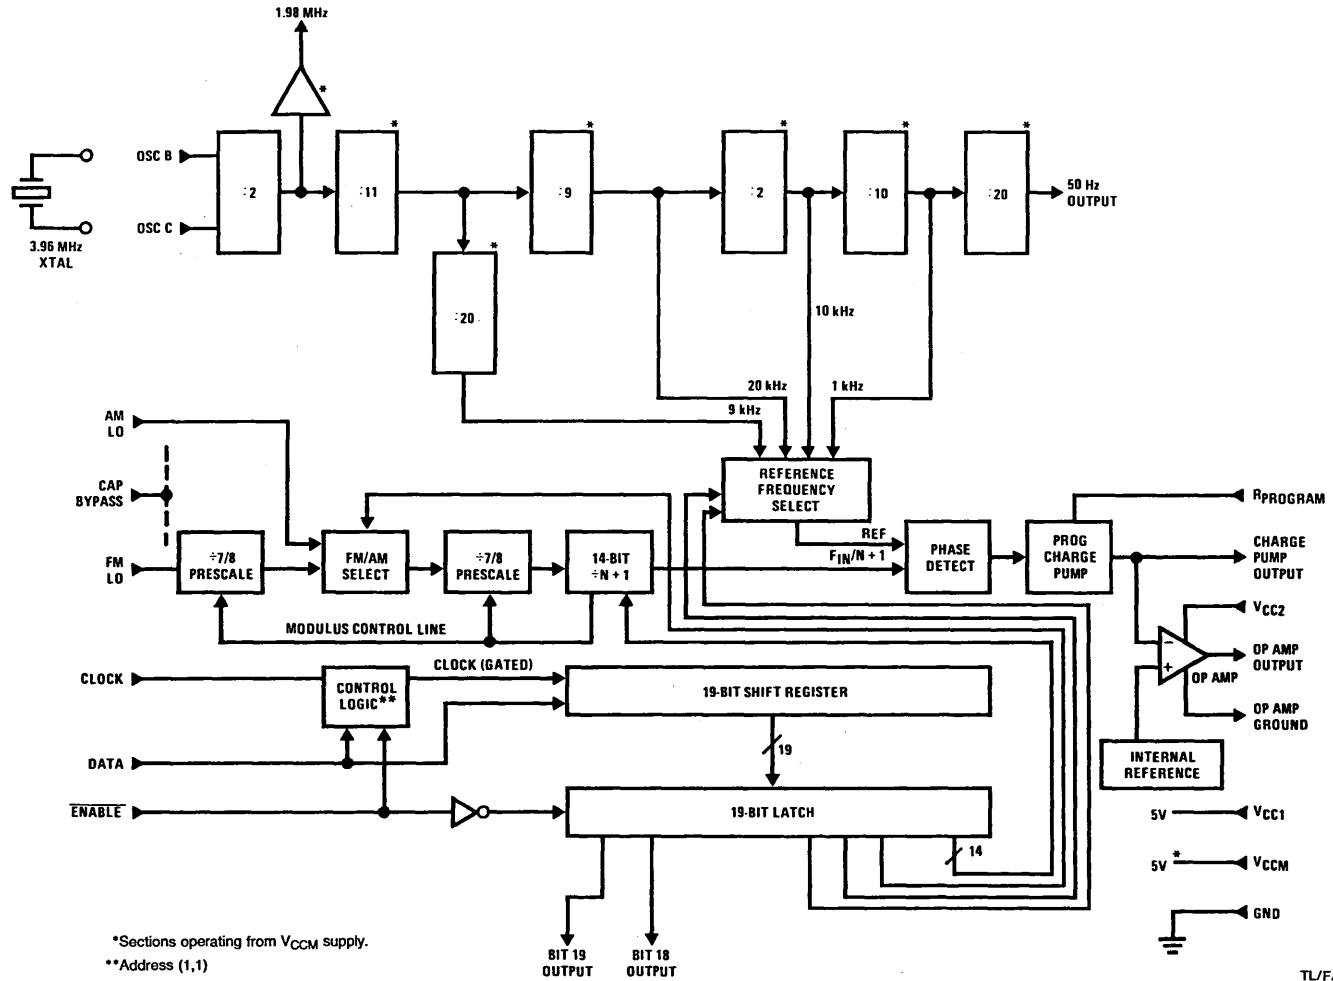 1.98 MHz
*
OSC B
OSC C
÷2
÷11
*
÷9
*
÷2
*
÷10
*
÷20
*
50 Hz
OUTPUT
3.96 MHz
XTAL
÷20
*
10 kHz
20 kHz
1 kHz
9 kHz
AM
LO
CAP
BYPASS
FM
LO
÷7/8
PRESCALE
FM/AM
SELECT
÷7/8
PRESCALE
14-BIT
÷N + 1
REFERENCE
FREQUENCY
SELECT
REF
FIN/N + 1
PHASE
DETECT
PROG
CHARGE
PUMP
RPROGRAM
CHARGE
PUMP
OUTPUT
VCC2
OP AMP
OUTPUT
OP AMP
OP AMP
GROUND
−
+
INTERNAL
REFERENCE
MODULUS CONTROL LINE
CLOCK
CLOCK (GATED)
CONTROL
LOGIC**
19-BIT SHIFT REGISTER
19
DATA
ENABLE
19-BIT LATCH
14
5V
VCC1
5V *
VCCM
GND
BIT 19
OUTPUT
BIT 18
OUTPUT
*Sections operating from VCCM supply.
**Address (1,1)